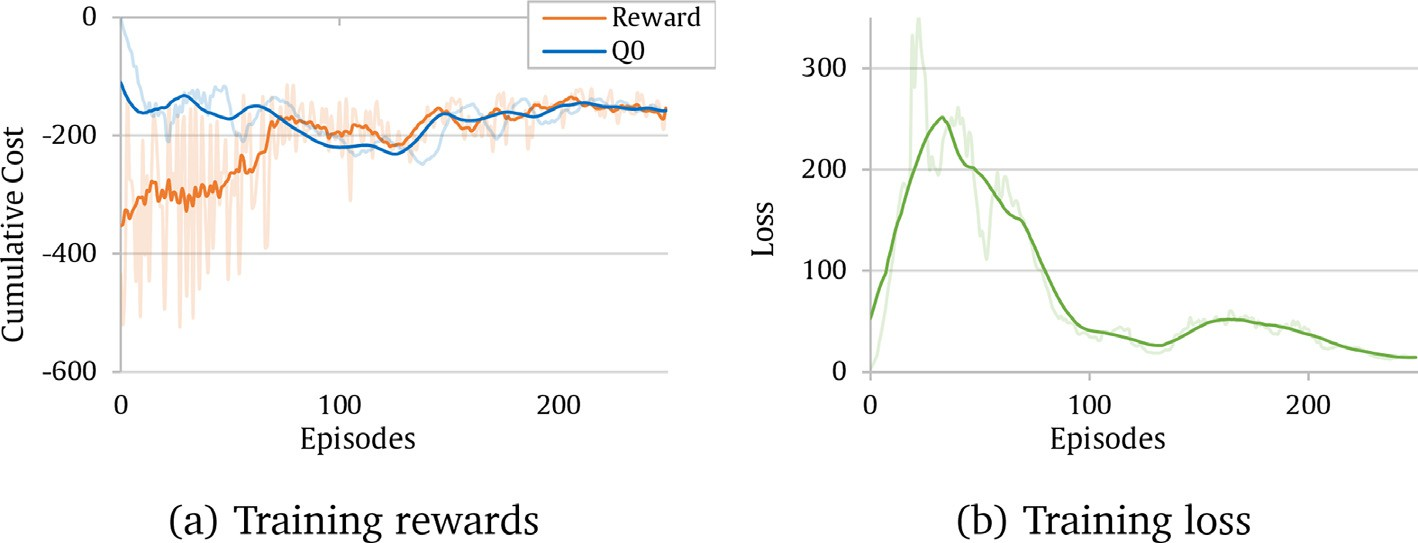 Reward
Q0
0
-200
-400
-600
Cumulative Cost
0
100
200
Episodes
(a) Training rewards
300
200
100
0
Loss
0
100
200
Episodes
(b) Training loss